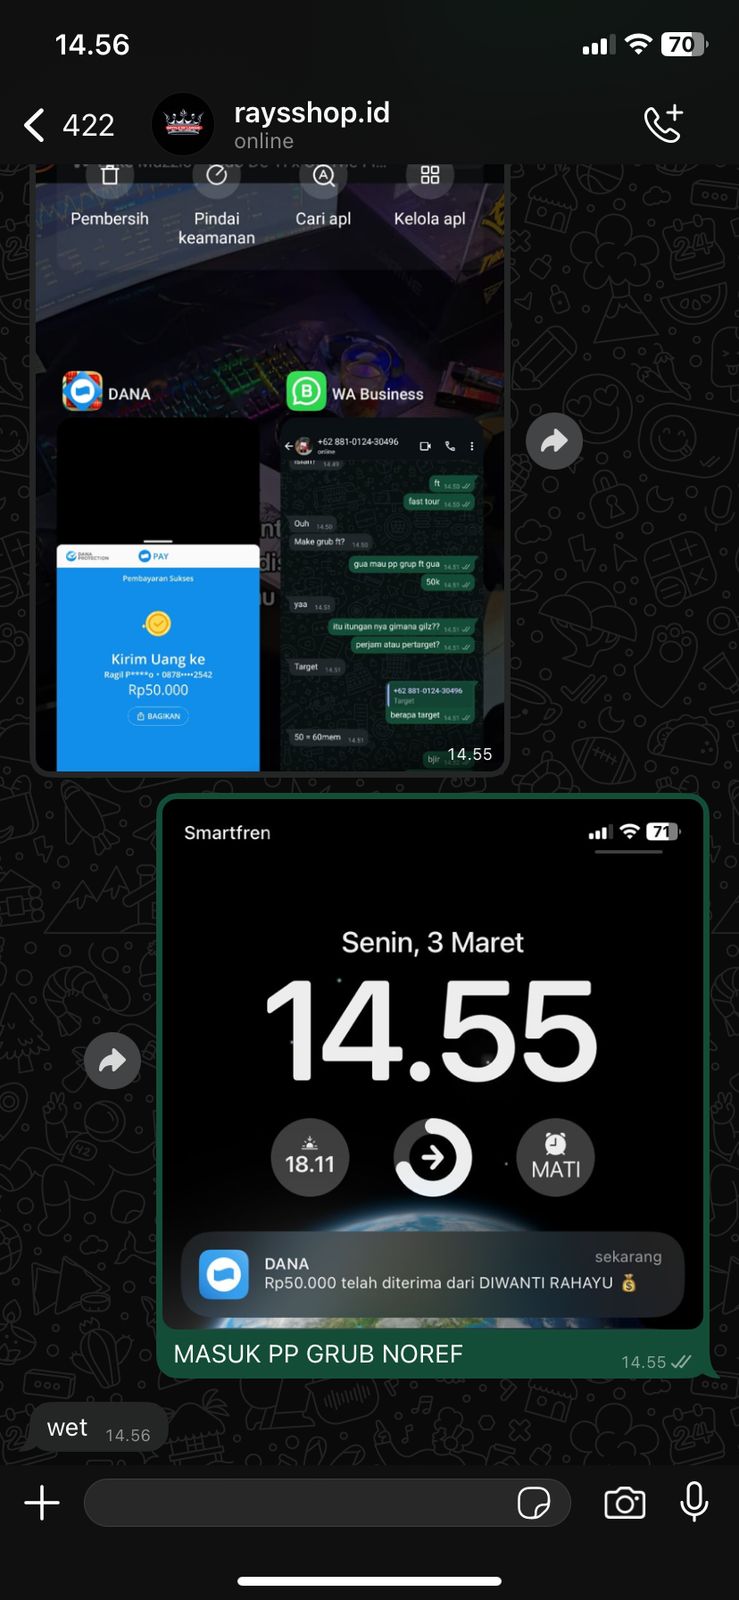 14.56
70
422
raysshop.id
online
Pembersih
Pindai
keamanan
Cari apl
Kelola apl
DANA
WA Business
DANA
PROTECTION
PAY
Pembayaran Sukses
Kirim Uang ke
Ragil P****o • 0878••••2542
Rp50.000
BAGIKAN
+62 881-0124-30496
online
14.49
ft 14.50
fast tour 14.50
Ouh 14.50
Make grub ft? 14.50
gua mau pp grup ft gua 14.51
50k 14.51
yaa 14.51
itu itungan nya gimana gilz?? 14.51
perjam atau pertarget? 14.51
Target 14.51
+62 881-0124-30496
Target
berapa target 14.51
50 = 60mem 14.51
bjir
14.55
Smartfren
71
Senin, 3 Maret
14.55
18.11
MATI
DANA
sekarang
Rp50.000 telah diterima dari DIWANTI RAHAYU 💰
MASUK PP GRUB NOREF
14.55
wet 14.56